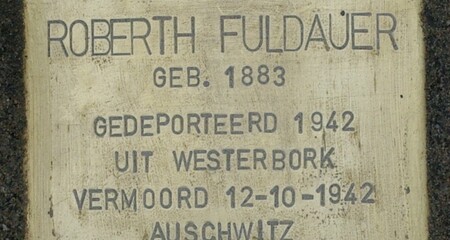 ROBERTH FULDAUER
GEB. 1883
GEDEPORTEERD 1942
UIT WESTERBORK
VERMOORD 12-10-1942
AUSCHWITZ